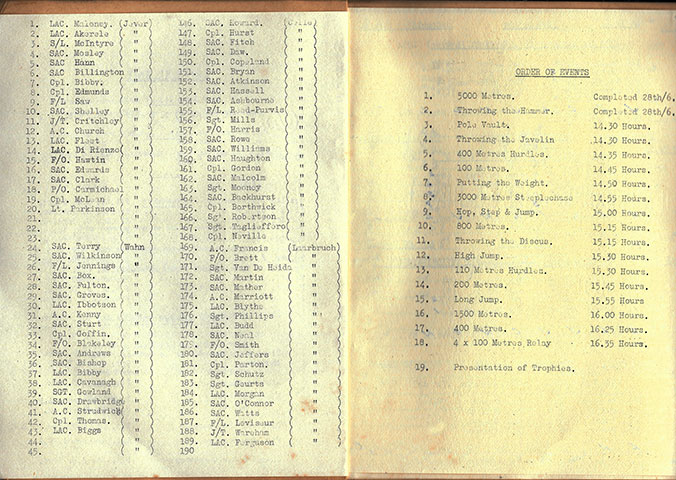 1. LAC. Maloney. (Jever)
2. LAC. Akerele "
3. S/L. McIntyre "
4. SAC. Mosley "
5. SAC Hann "
6. SAC Billington "
7. Cpl. Bibby. "
8. Cpl. Edmunds "
9. F/L Saw "
10. SAC. Shelley "
11. J/T. Critchley "
12. A.C. Church "
13. LAC. Fleet "
14. LAC. Di Rienzo "
15. F/O. Hawtin "
16. SAC. Edwards "
17. SAC. Clark "
18. F/O. Carmichael "
19. Cpl. McLean "
20. Lt. Parkinson "
21. "
22. "
23. "
24. SAC. Terry (Wahn
25. SAC. Wilkinson "
26. F/L. Jennings "
27. SAC. Box. "
28. SAC. Fulton. "
29. SAC. Groves. "
30. LAC. Ibbotson "
31. A.C. Kenny "
32. SAC. Sturt "
33. Cpl. Coffin. "
34. F/O. Blakeley "
35. SAC. Andrews "
36. SAC. Bishop "
37. LAC. Bibby "
38. LAC. Cavanagh "
39. SGT. Gowland "
40. SAC. Drawbridge "
41. A.C. Strudwick "
42. Cpl. Thomas. "
43. LAC. Biggs "
44. "
45.
146. SAC. Howard. (Celle)
147. Cpl. Hurst "
148. SAC. Fitch "
149. SAC. Daw. "
150. Cpl. Copeland "
151. SAC. Bryan "
152. SAC. Atkinson "
153. SAC. Hassell "
154. SAC. Ashbourne "
155. F/L. Read-Purvis "
156. Sgt. Mills "
157. F/O. Harris "
158. SAC. Rowe "
159. SAC. Williams "
160. SAC. Haughton "
161. Cpl. Gordon "
162. SAC. Malcolm "
163. Sgt. Mooney "
164. SAC. Backhurst "
165. Cpl. Borthwick "
166. Sgt. Robertson "
167. Sgt. Tagliefforo "
168. Cpl. Neville "
169. A.C. Francis (Laarbruch)
170. F/O. Brett "
171. Sgt. Van De Heida "
172. SAC. Martin "
173. SAC. Mather "
174. A.C. Marriott "
175. LAC. Blythe "
176. Sgt. Phillips "
177. LAC. Budd "
178. SAC. Neal "
179. F/O. Smith "
180. SAC. Jeffers "
181. Cpl. Parton. "
182. Sgt. Schutz "
183. Sgt. Geurts "
184. LAC. Morgan "
185. SAC. O'Connor "
186. SAC. Watts "
187. F/L. Leviseur "
188. J/T. Wareham "
189. LAC. Ferguson "
190
ORDER OF EVENTS
1. 5000 Metres. Completed 28th/6.
2. Throwing the Hammer. Completed 28th/6.
3. Pole Vault. 14.30 Hours.
4. Throwing the Javelin 14.30 Hours.
5. 400 Metres Hurdles. 14.35 Hours.
6. 100 Metres. 14.45 Hours.
7. Putting the Weight. 14.50 Hours.
8. 3000 Metres Steeplechase 14.55 Hours.
9. Hop, Step & Jump. 15.00 Hours.
10. 800 Metres. 15.15 Hours.
11. Throwing the Discus. 15.15 Hours.
12. High Jump. 15.30 Hours.
13. 110 Metres Hurdles. 15.30 Hours.
14. 200 Metres. 15.45 Hours.
15. Long Jump. 15.55 Hours
16. 1500 Metres. 16.00 Hours.
17. 400 Metres. 16.25 Hours.
18. 4 x 100 Metres Relay 16.35 Hours.
19. Presentation of Trophies.